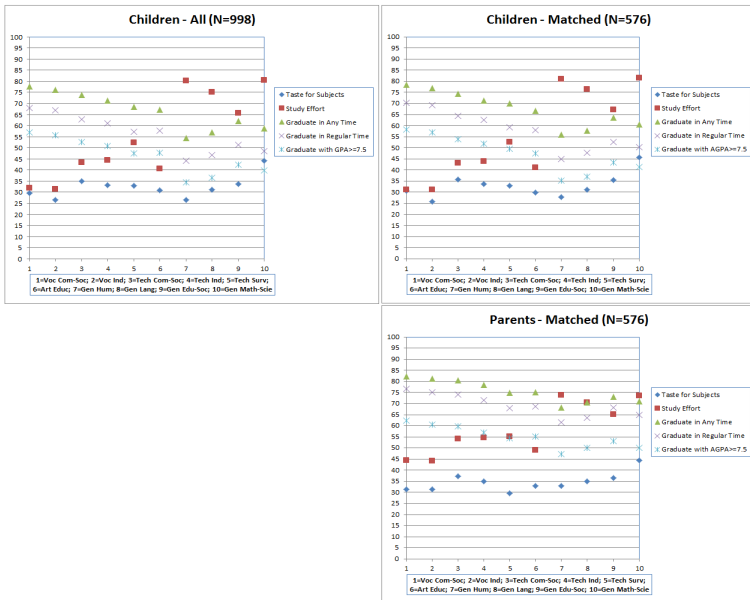 Children - All (N=998)
100
95
90
85
80
75
70
65
60
55
50
45
40
35
30
25
20
15
10
5
0
1 2 3 4 5 6 7 8 9 10
Taste for Subjects
Study Effort
Graduate in Any Time
Graduate in Regular Time
Graduate with GPA>=7.5
1=Voc Com-Soc; 2=Voc Ind; 3=Tech Com-Soc; 4=Tech Ind; 5=Tech Surv;
6=Art Educ; 7=Gen Hum; 8=Gen Lang; 9=Gen Edu-Soc; 10=Gen Math-Scie
Children - Matched (N=576)
100
95
90
85
80
75
70
65
60
55
50
45
40
35
30
25
20
15
10
5
0
1 2 3 4 5 6 7 8 9 10
Taste for Subjects
Study Effort
Graduate in Any Time
Graduate in Regular Time
Graduate with AGPA>=7.5
1=Voc Com-Soc; 2=Voc Ind; 3=Tech Com-Soc; 4=Tech Ind; 5=Tech Surv;
6=Art Educ; 7=Gen Hum; 8=Gen Lang; 9=Gen Edu-Soc; 10=Gen Math-Scie
Parents - Matched (N=576)
100
95
90
85
80
75
70
65
60
55
50
45
40
35
30
25
20
15
10
5
0
1 2 3 4 5 6 7 8 9 10
Taste for Subjects
Study Effort
Graduate in Any Time
Graduate in Regular Time
Graduate with AGPA>=7.5
1=Voc Com-Soc; 2=Voc Ind; 3=Tech Com-Soc; 4=Tech Ind; 5=Tech Surv;
6=Art Educ; 7=Gen Hum; 8=Gen Lang; 9=Gen Edu-Soc; 10=Gen Math-Scie